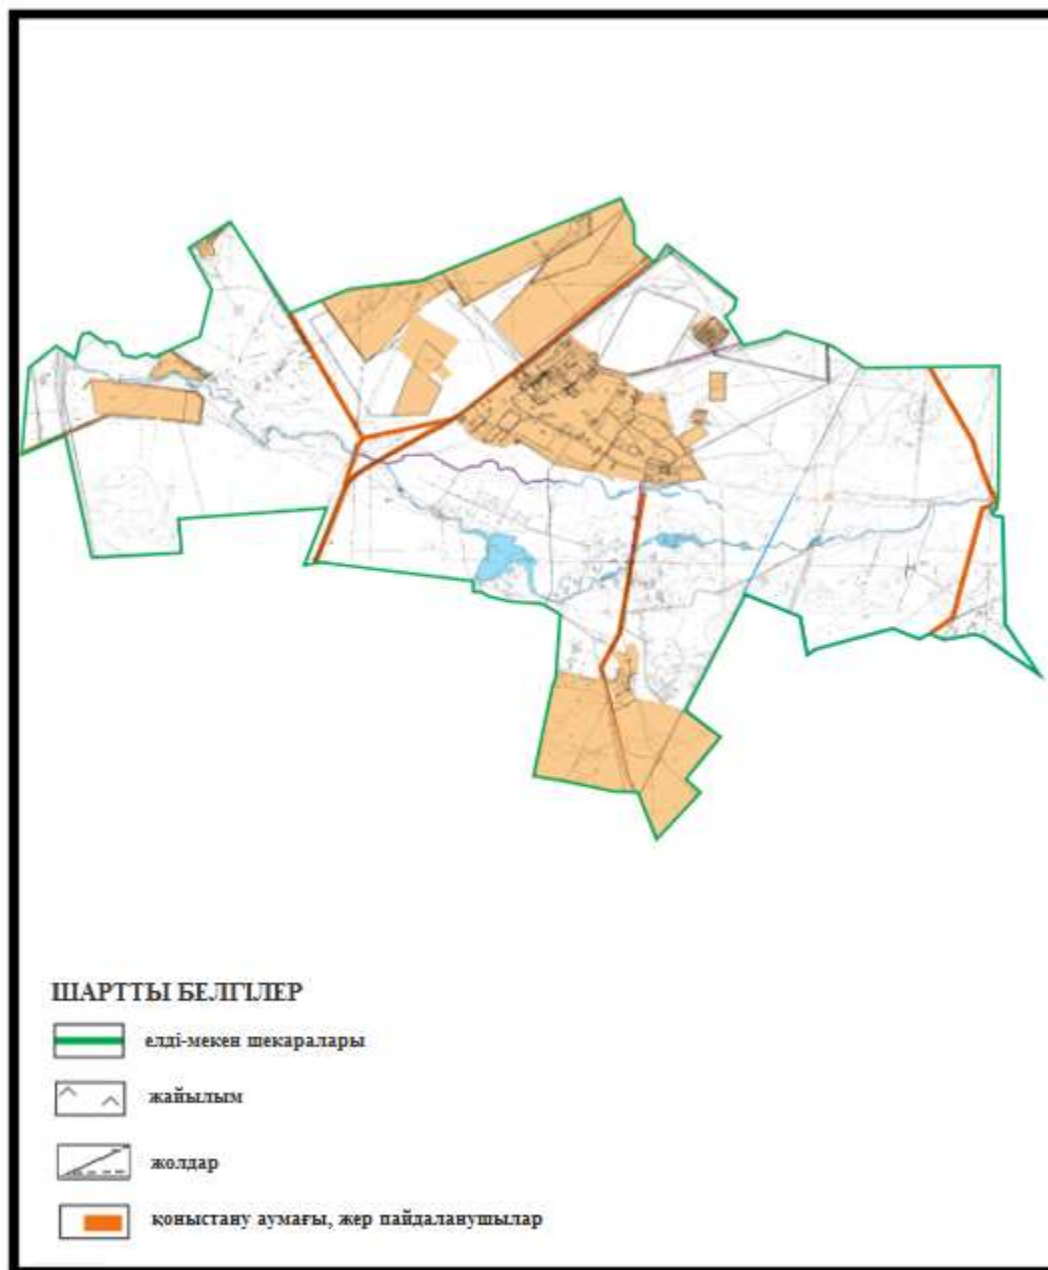 ШАРТТЫ БЕЛГІЛЕР
елді-мекен шекаралары
жайылым
жолдар
қоныстану аумағы, жер пайдаланушылар